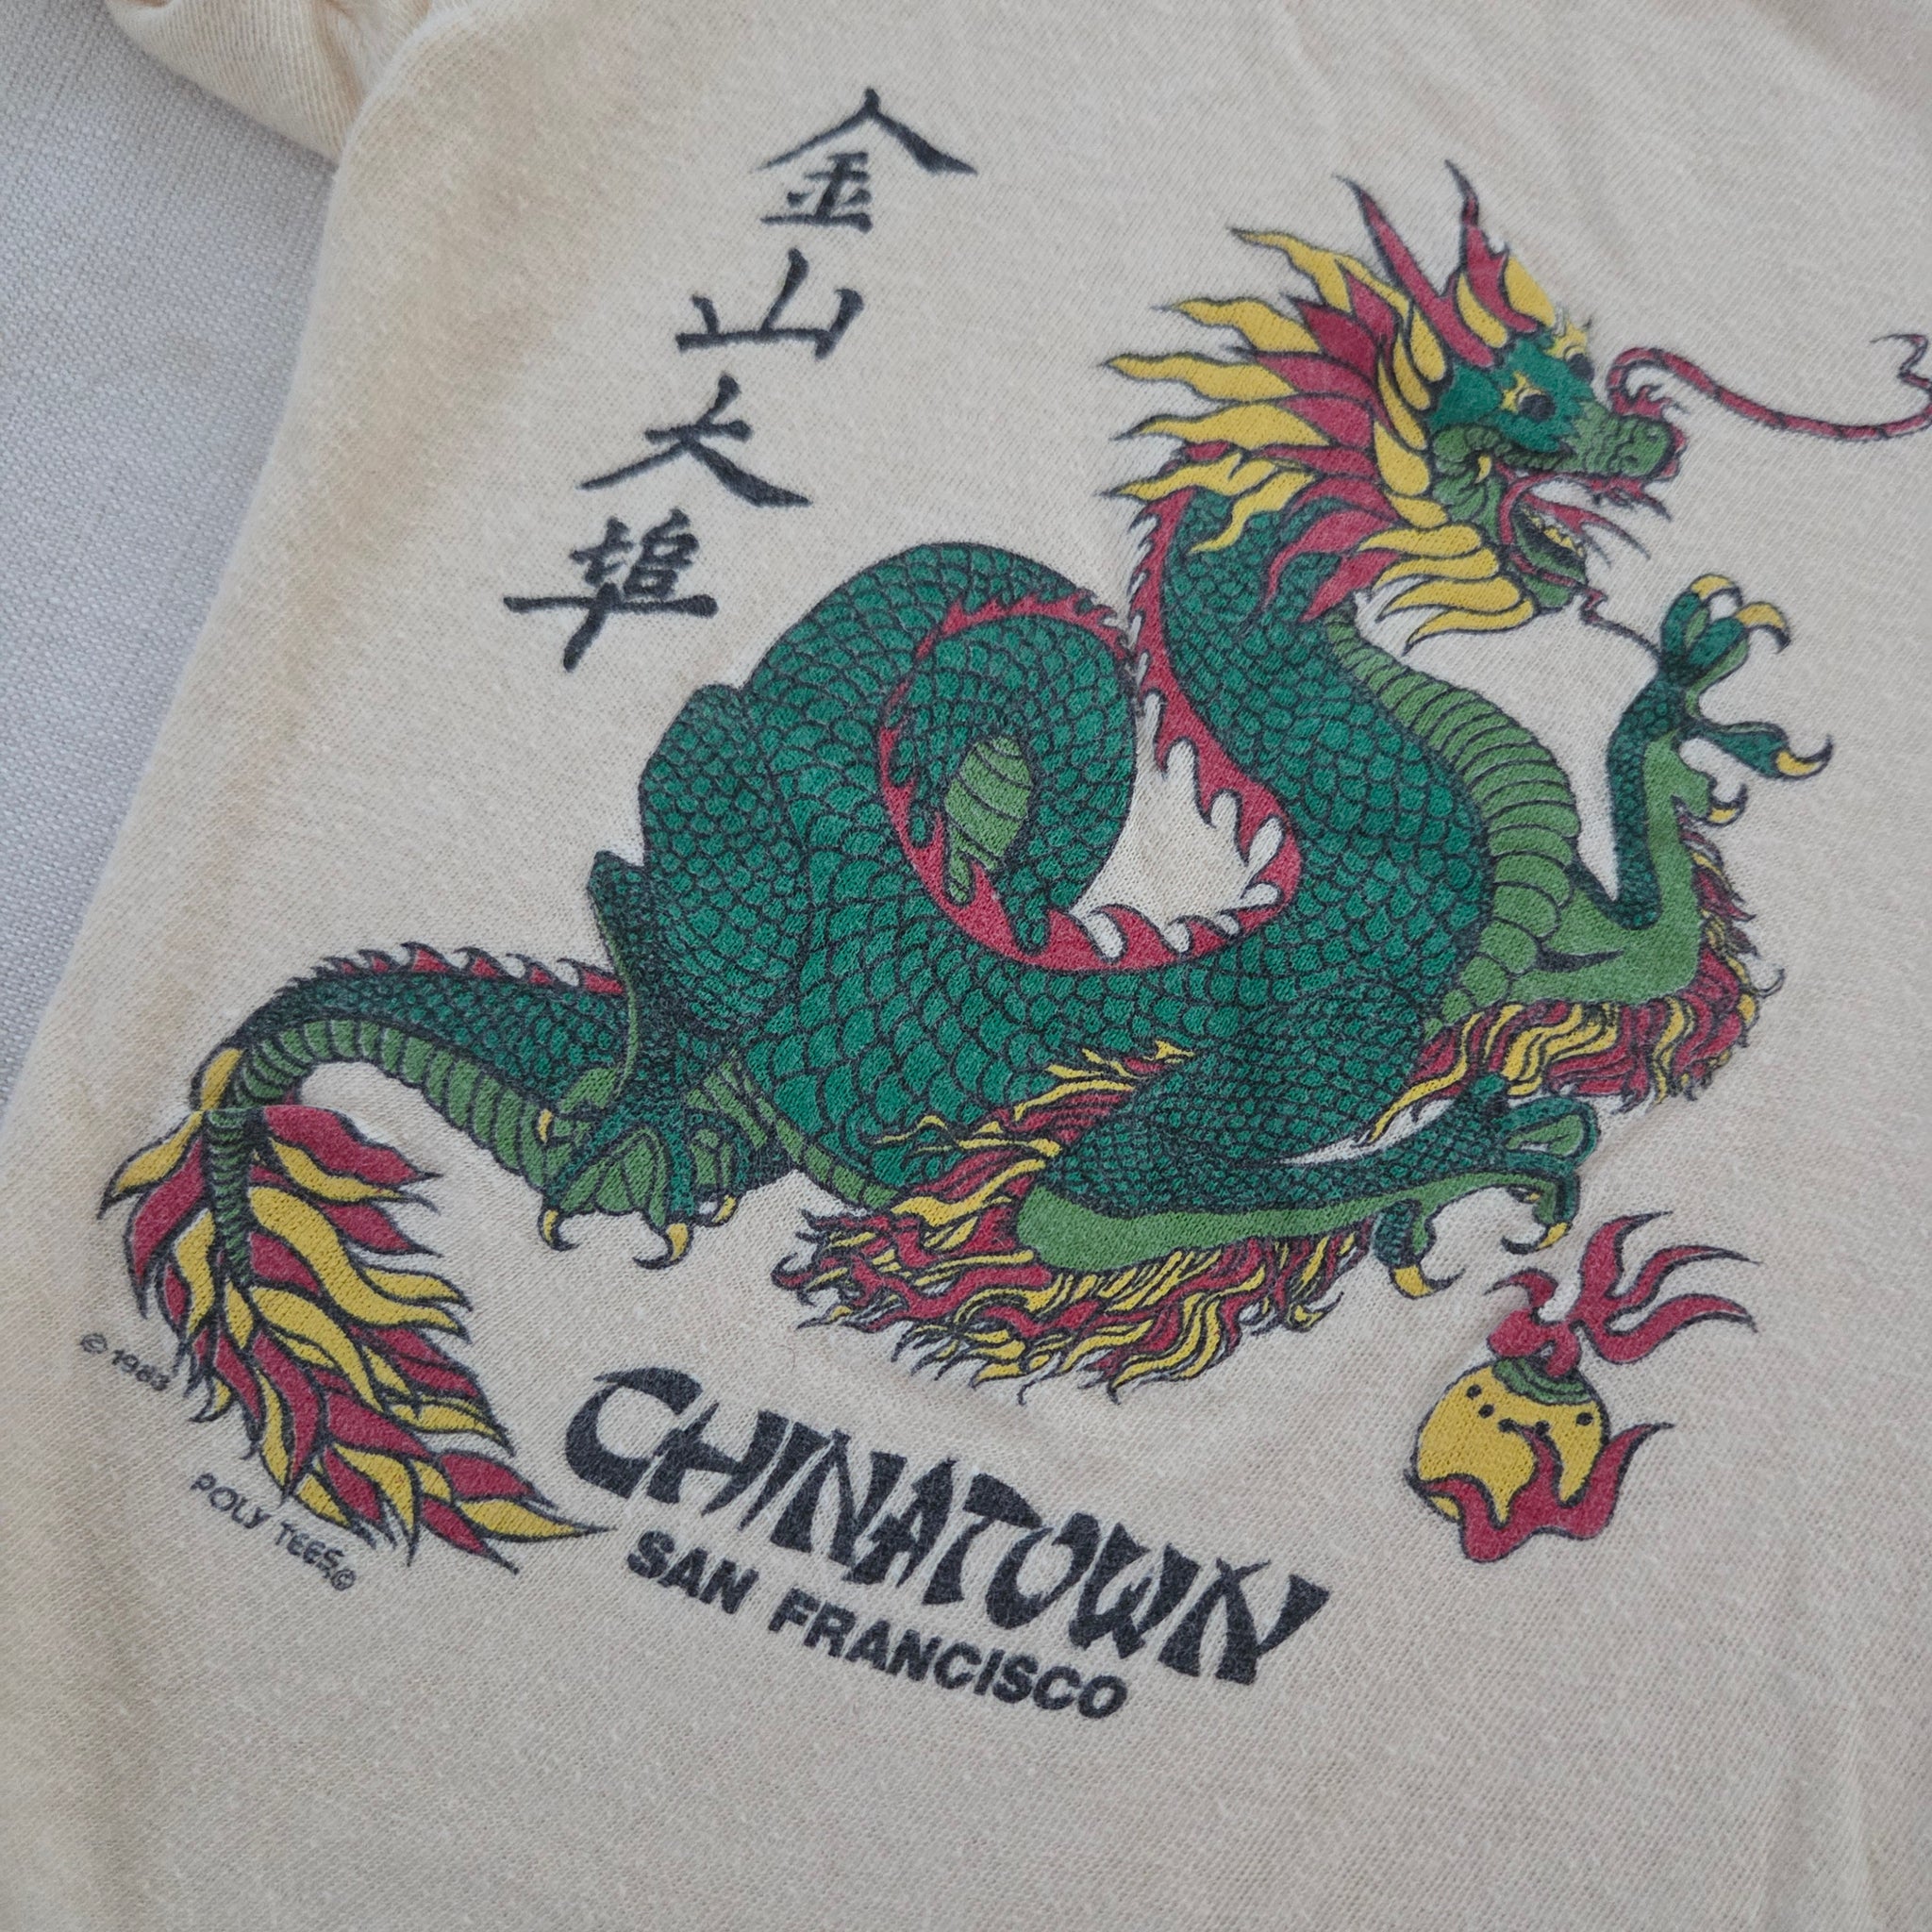 金山大埠
© 1983
POLY TEES©
CHINATOWN
SAN FRANCISCO